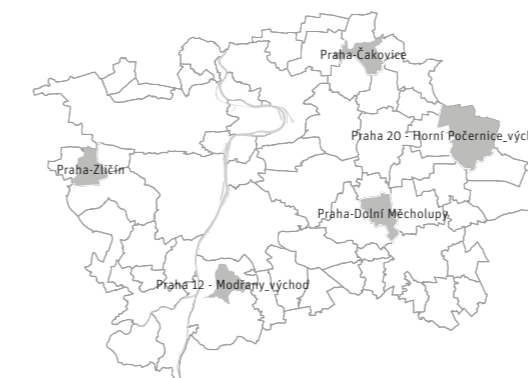 Praha-Čakovice
Praha 20 - Horní Počernice_vých
Praha-Zličín
Praha-Dolní Měcholupy
Praha 12 - Modřany_východ